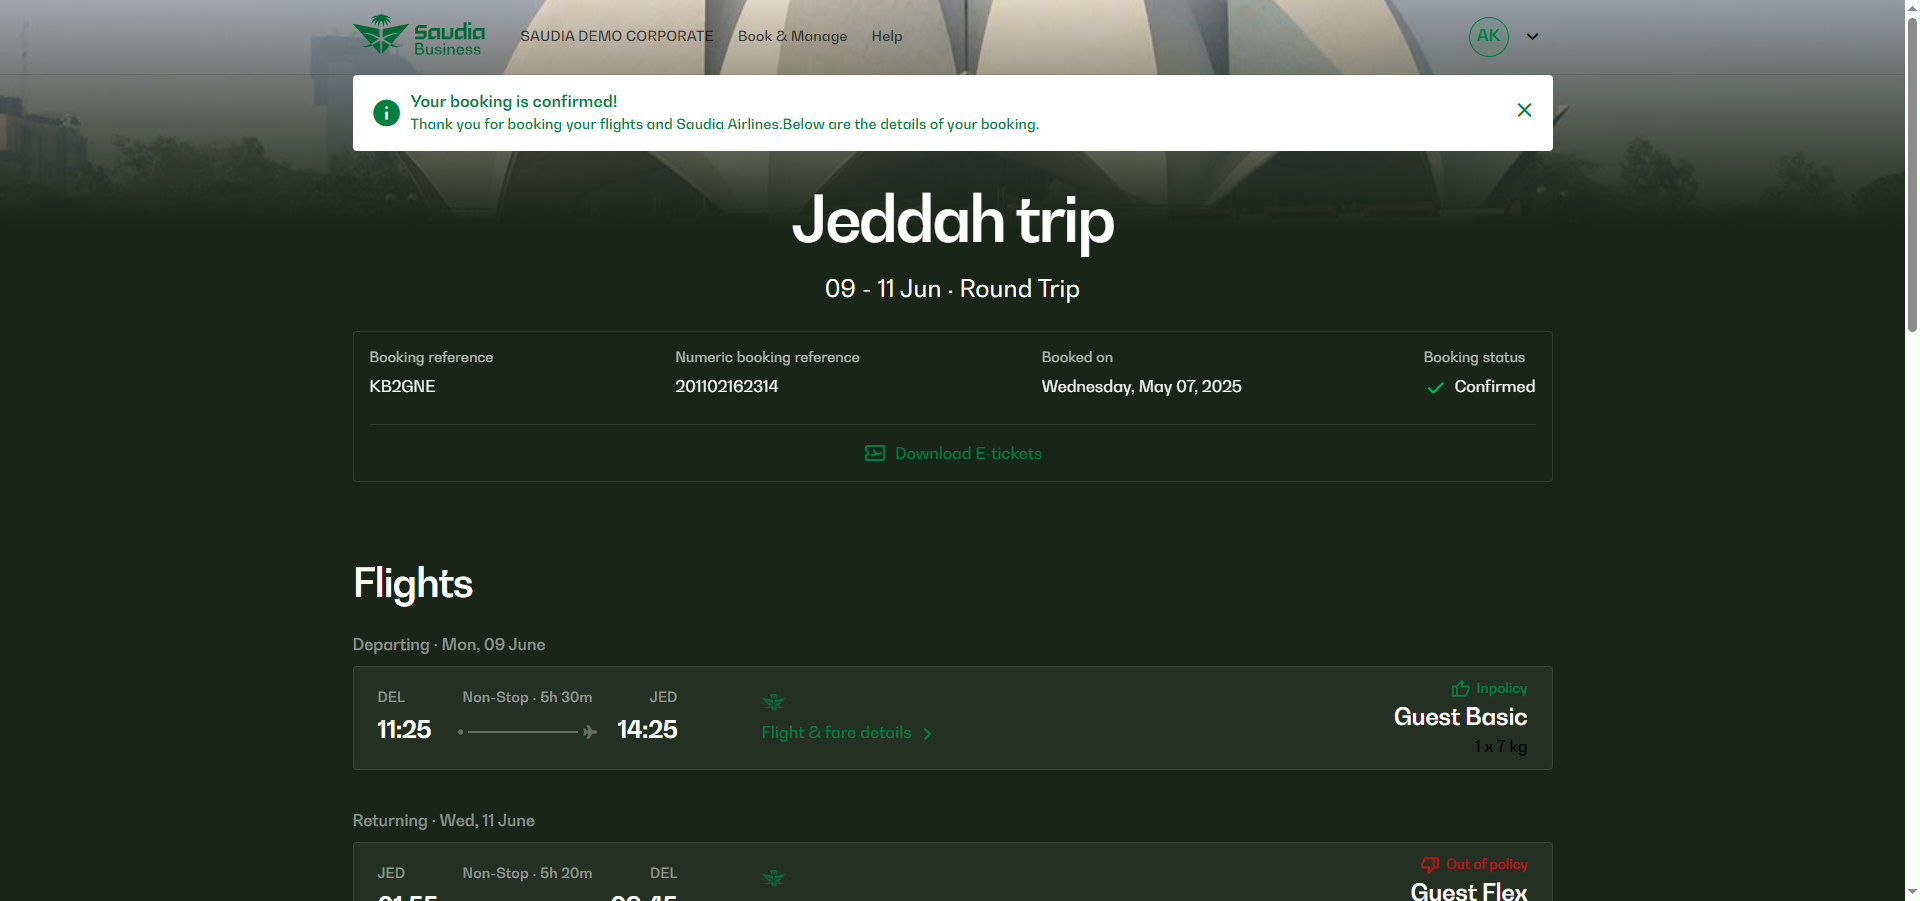 Saudia
Business
SAUDIA DEMO CORPORATE
Book & Manage
Help
AK
Your booking is confirmed!
Thank you for booking your flights and Saudia Airlines.Below are the details of your booking.
Jeddah trip
09 - 11 Jun · Round Trip
Booking reference
KB2GNE
Numeric booking reference
201102162314
Booked on
Wednesday, May 07, 2025
Booking status
Confirmed
Download E-tickets
Flights
Departing · Mon, 09 June
DEL
Non-Stop · 5h 30m
JED
11:25
14:25
Flight & fare details
Inpolicy
Guest Basic
1 x 7 kg
Returning · Wed, 11 June
JED
Non-Stop · 5h 20m
DEL
Out of policy
Guest Flex